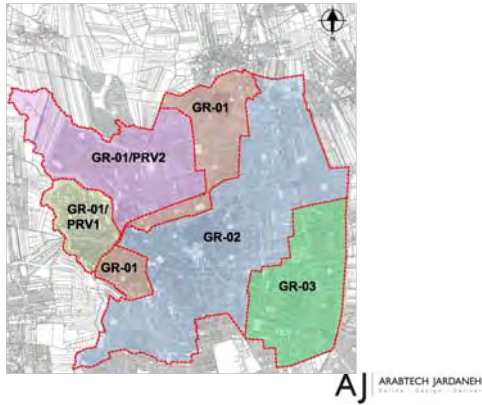 N
GR-01
GR-01/PRV2
GR-01/
PRV1
GR-02
GR-01
GR-03
AJ ARABTECH JARDANEH
Define . Design . Deliver